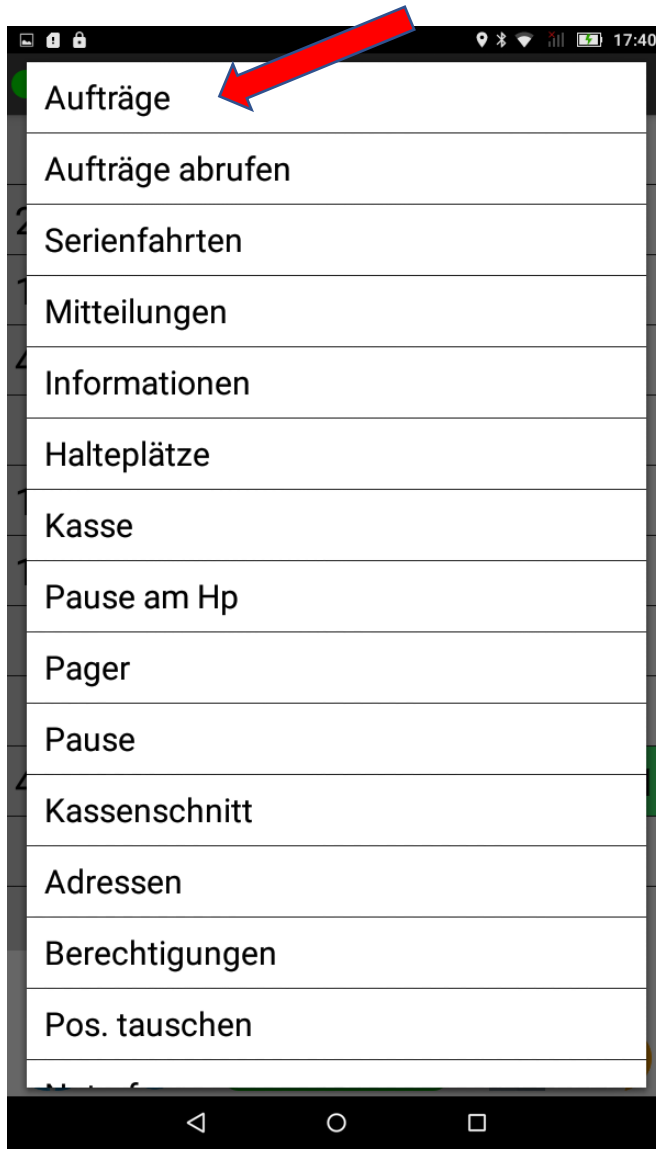 17:40
Aufträge
Aufträge abrufen
Serienfahrten
Mitteilungen
Informationen
Halteplätze
Kasse
Pause am Hp
Pager
Pause
Kassenschnitt
Adressen
Berechtigungen
Pos. tauschen